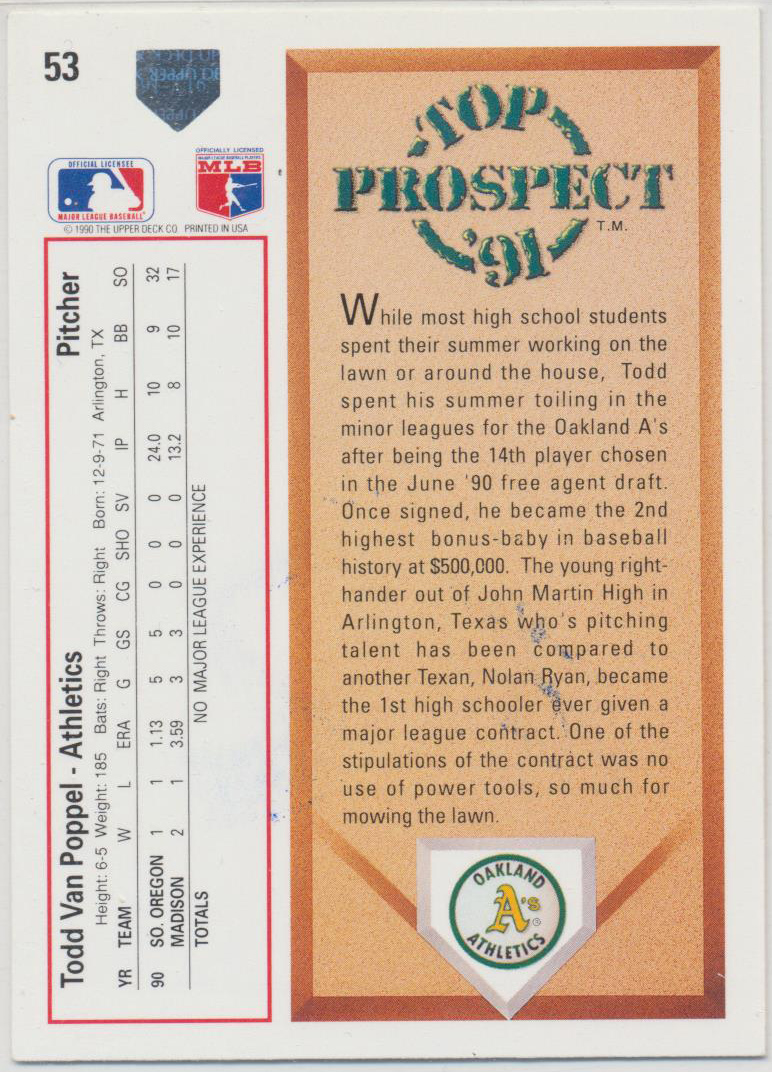 53
OFFICIAL LICENSEE
MAJOR LEAGUE BASEBALL
OFFICIALLY LICENSED
MAJOR LEAGUE BASEBALL PLAYERS
MLB
© 1990 THE UPPER DECK CO. PRINTED IN USA
Todd Van Poppel - Athletics Pitcher
Height: 6-5 Weight: 185 Bats: Right Throws: Right Born: 12-9-71 Arlington, TX
YR TEAM W L ERA G GS CG SHO SV IP H BB SO
90 SO. OREGON 1 1 1.13 5 5 0 0 0 24.0 10 9 32
MADISON 2 1 3.59 3 3 0 0 0 13.2 8 10 17
TOTALS NO MAJOR LEAGUE EXPERIENCE
TOP
PROSPECT
'91
T.M.
While most high school students
spent their summer working on the
lawn or around the house, Todd
spent his summer toiling in the
minor leagues for the Oakland A's
after being the 14th player chosen
in the June '90 free agent draft.
Once signed, he became the 2nd
highest bonus-baby in baseball
history at $500,000. The young right-
hander out of John Martin High in
Arlington, Texas who's pitching
talent has been compared to
another Texan, Nolan Ryan, became
the 1st high schooler ever given a
major league contract. One of the
stipulations of the contract was no
use of power tools, so much for
mowing the lawn.
OAKLAND
A's
ATHLETICS